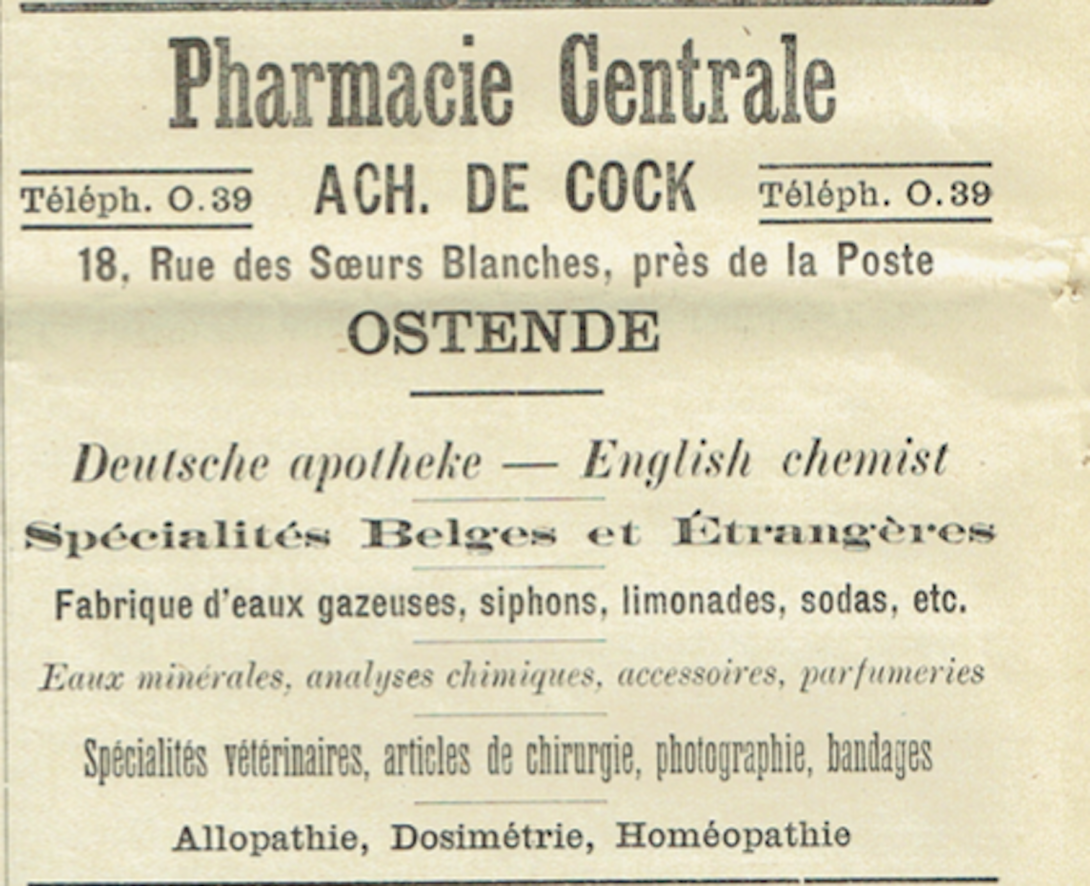 Pharmacie Centrale
Téléph. O.39 ACH. DE COCK Téléph. O.39
18, Rue des Sœurs Blanches, près de la Poste
OSTENDE
Deutsche apotheke — English chemist
Spécialités Belges et Étrangères
Fabrique d'eaux gazeuses, siphons, limonades, sodas, etc.
Eaux minérales, analyses chimiques, accessoires, parfumeries
Spécialités vétérinaires, articles de chirurgie, photographie, bandages
Allopathie, Dosimétrie, Homéopathie